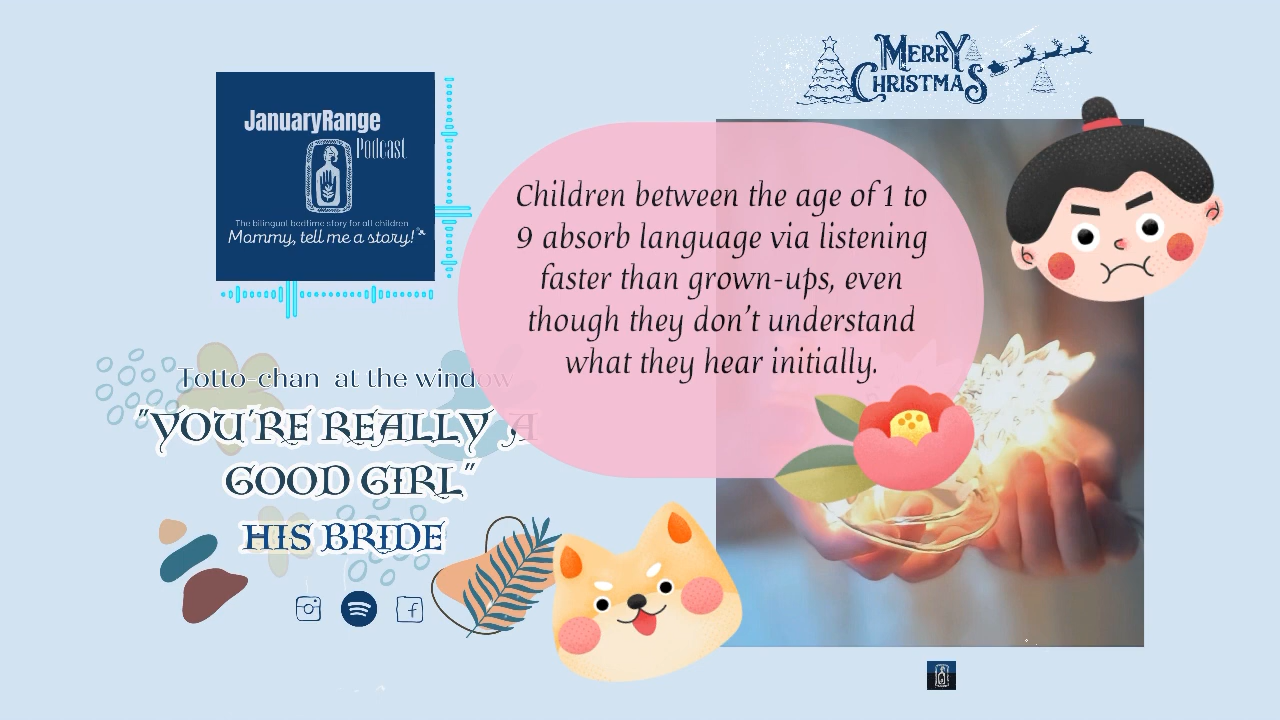 MERRY
CHRISTMAS
JanuaryRange
Podcast
The bilingual bedtime story for all children
Mommy, tell me a story!
Children between the age of 1 to
9 absorb language via listening
faster than grown-ups, even
though they don't understand
what they hear initially.
Totto-chan at the window
"YOU'RE REALLY A
GOOD GIRL"
HIS BRIDE